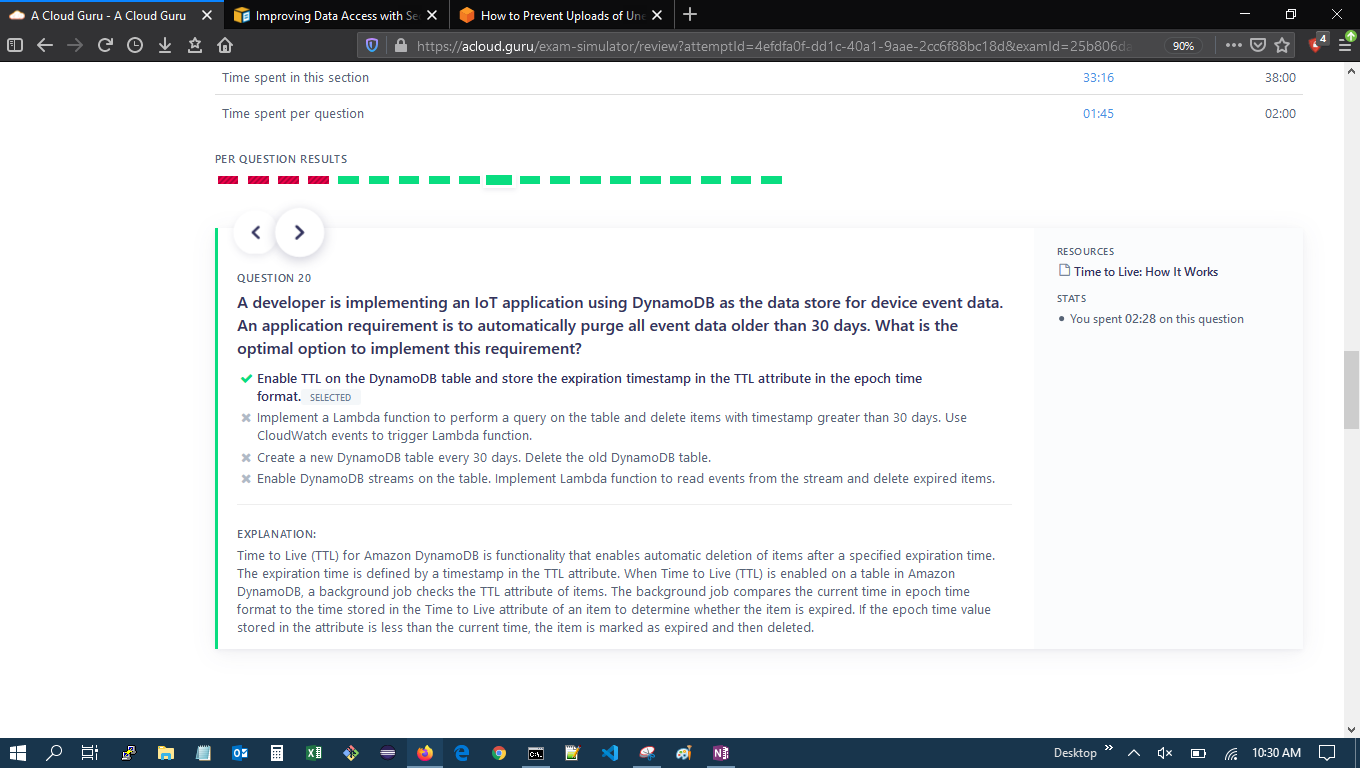 A Cloud Guru - A Cloud Guru
Improving Data Access with Se
How to Prevent Uploads of Une
https://acloud.guru/exam-simulator/review?attemptId=4efdfa0f-dd1c-40a1-9aae-2cc6f88bc18d&examId=25b806d
90%
4
Time spent in this section 33:16 38:00
Time spent per question 01:45 02:00
PER QUESTION RESULTS
QUESTION 20
A developer is implementing an IoT application using DynamoDB as the data store for device event data.
An application requirement is to automatically purge all event data older than 30 days. What is the
optimal option to implement this requirement?
Enable TTL on the DynamoDB table and store the expiration timestamp in the TTL attribute in the epoch time
format. SELECTED
Implement a Lambda function to perform a query on the table and delete items with timestamp greater than 30 days. Use
CloudWatch events to trigger Lambda function.
Create a new DynamoDB table every 30 days. Delete the old DynamoDB table.
Enable DynamoDB streams on the table. Implement Lambda function to read events from the stream and delete expired items.
EXPLANATION:
Time to Live (TTL) for Amazon DynamoDB is functionality that enables automatic deletion of items after a specified expiration time.
The expiration time is defined by a timestamp in the TTL attribute. When Time to Live (TTL) is enabled on a table in Amazon
DynamoDB, a background job checks the TTL attribute of items. The background job compares the current time in epoch time
format to the time stored in the Time to Live attribute of an item to determine whether the item is expired. If the epoch time value
stored in the attribute is less than the current time, the item is marked as expired and then deleted.
RESOURCES
Time to Live: How It Works
STATS
• You spent 02:28 on this question
Desktop
10:30 AM